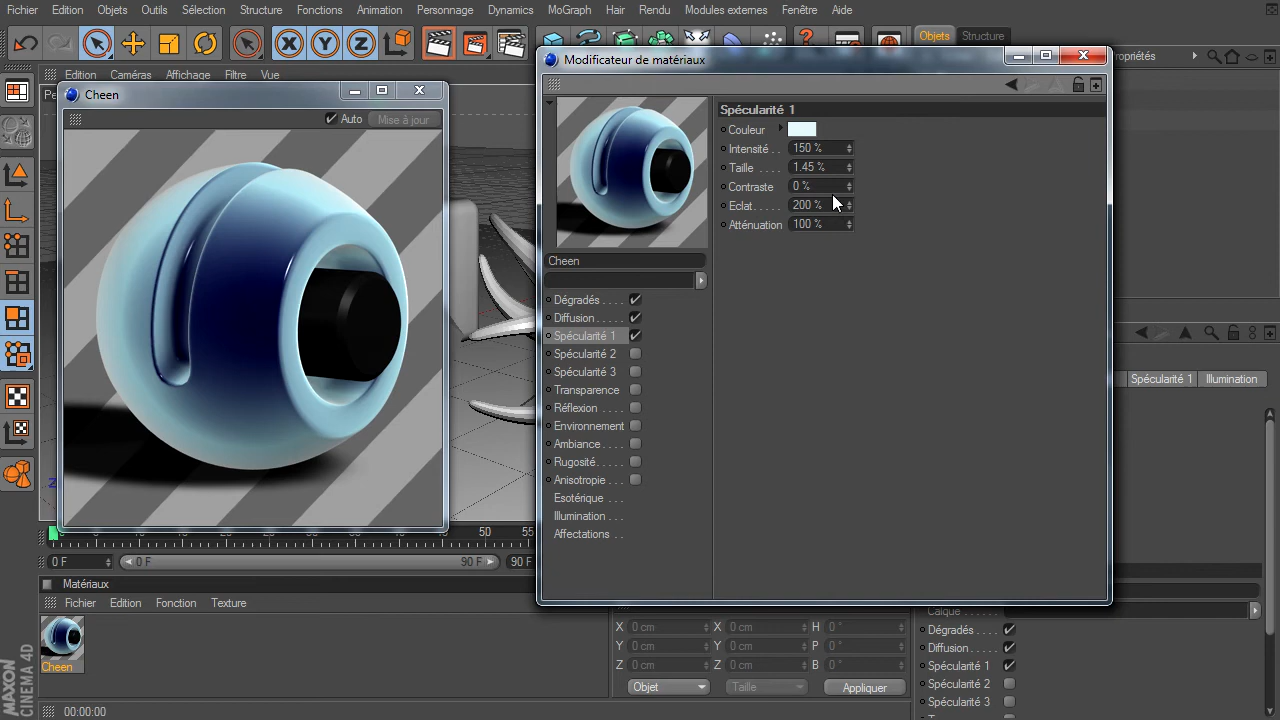 Fichier Edition Objets Outils Sélection Structure Fonctions Animation Personnage Dynamics MoGraph Hair Rendu Modules externes Fenêtre Aide
X Y Z
Objets Structure
Edition Caméras Affichage Filtre Vue
Modificateur de matériaux
Cheen
Auto Mise à jour
Spécularité 1
Couleur
Intensité . . 150 %
Taille . . . . 1.45 %
Contraste 0 %
Eclat. . . . . 200 %
Atténuation 100 %
Cheen
Dégradés . . . .
Diffusion . . . .
Spécularité 1
Spécularité 2
Spécularité 3
Transparence
Réflexion . . . .
Environnement
Ambiance . . . .
Rugosité. . . . .
Anisotropie . . .
Esotérique . . .
Illumination . . .
Affectations . .
Spécularité 1 Illumination
50 55
0 F 0 F 90 F 90 F
Matériaux
Fichier Edition Fonction Texture
Cheen
X 0 cm X 0 cm H 0 °
Y 0 cm Y 0 cm P 0 °
Z 0 cm Z 0 cm B 0 °
Objet Taille Appliquer
Calque . . . . . .
Dégradés . . . .
Diffusion . . . .
Spécularité 1
Spécularité 2
Spécularité 3
MAXON
CINEMA 4D
00:00:00